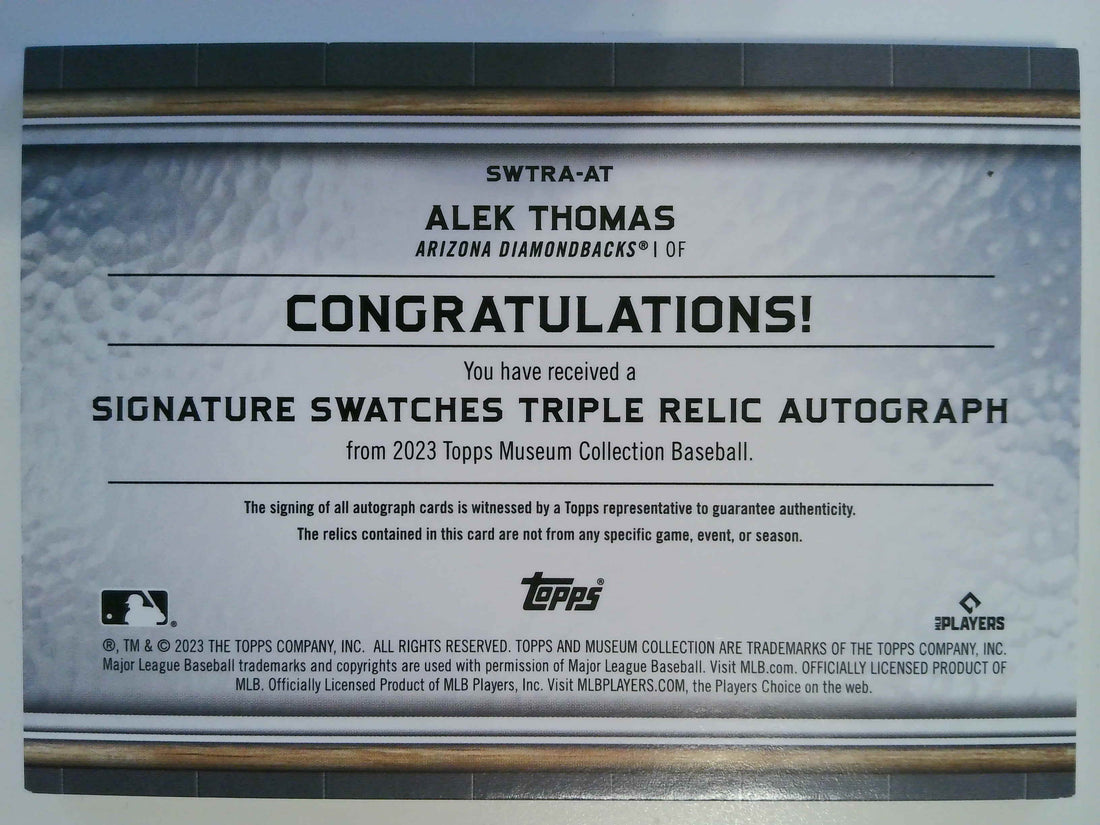 SWTRA-AT
ALEK THOMAS
ARIZONA DIAMONDBACKS® | OF
CONGRATULATIONS!
You have received a
SIGNATURE SWATCHES TRIPLE RELIC AUTOGRAPH
from 2023 Topps Museum Collection Baseball.
The signing of all autograph cards is witnessed by a Topps representative to guarantee authenticity.
The relics contained in this card are not from any specific game, event, or season.
Topps®
®
MLB PLAYERS
®, TM & © 2023 THE TOPPS COMPANY, INC. ALL RIGHTS RESERVED. TOPPS AND MUSEUM COLLECTION ARE TRADEMARKS OF THE TOPPS COMPANY, INC.
Major League Baseball trademarks and copyrights are used with permission of Major League Baseball. Visit MLB.com. OFFICIALLY LICENSED PRODUCT OF
MLB. Officially Licensed Product of MLB Players, Inc. Visit MLBPLAYERS.COM, the Players Choice on the web.